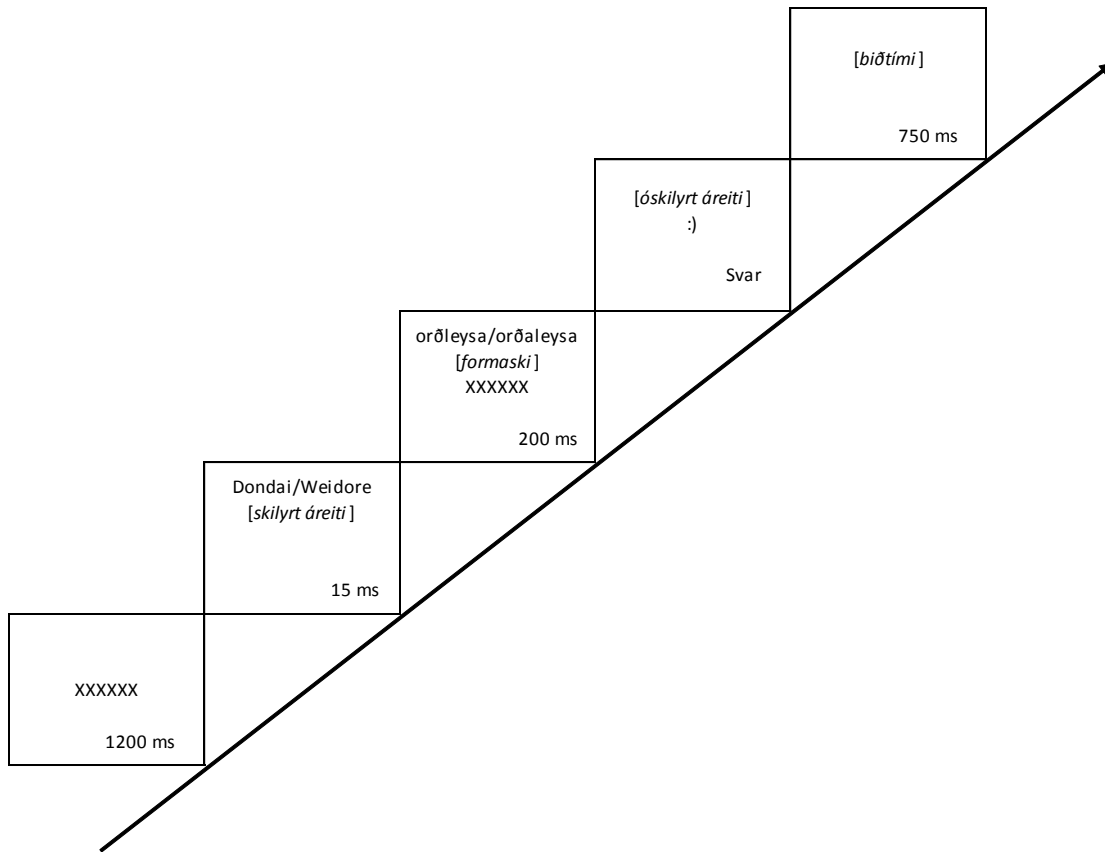 [biðtími]
750 ms
[óskilyrt áreiti]
:)
Svar
orðleysa/orðaleysa
[formaski]
XXXXXX
200 ms
Dondai/Weidore
[skilyrt áreiti]
15 ms
XXXXXX
1200 ms